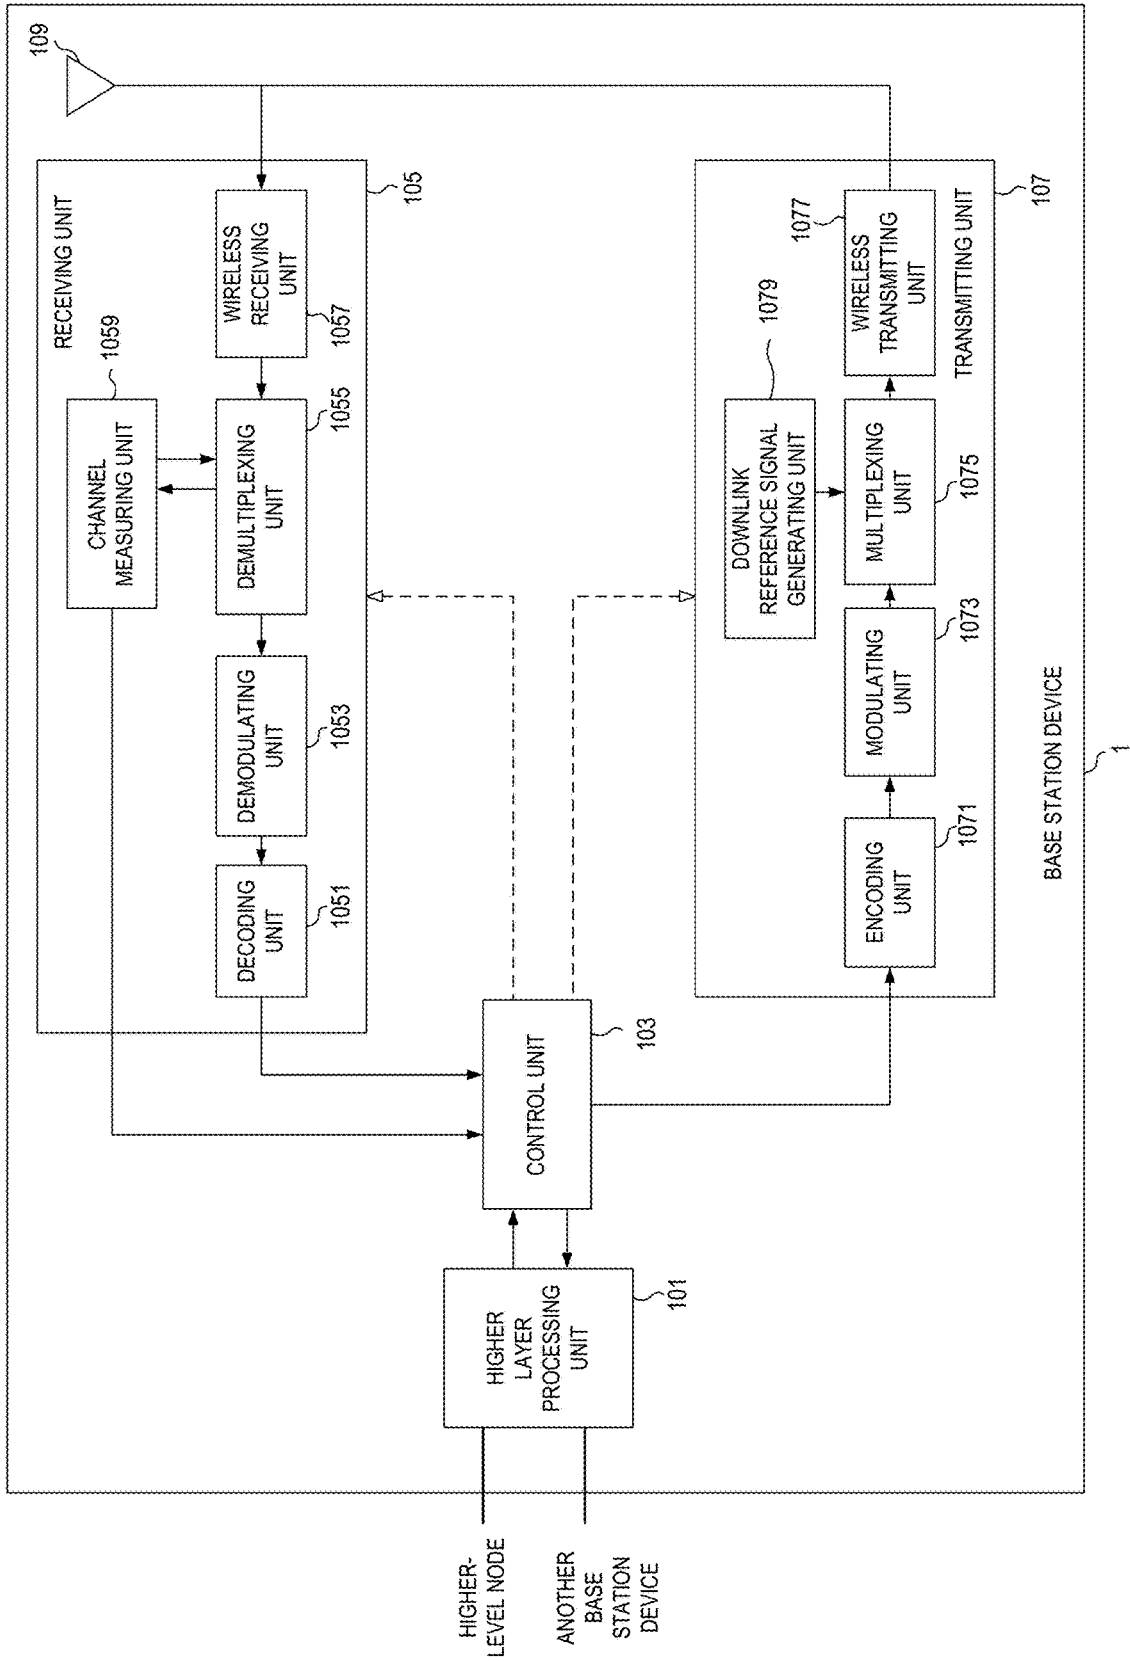 109
RECEIVING UNIT
1059
CHANNEL
MEASURING UNIT
WIRELESS
RECEIVING
UNIT
1057
DEMULTIPLEXING
UNIT
1055
DEMODULATING
UNIT
1053
DECODING
UNIT
1051
105
HIGHER-
LEVEL NODE
ANOTHER
BASE
STATION
DEVICE
HIGHER
LAYER
PROCESSING
UNIT
101
CONTROL UNIT
103
DOWNLINK
REFERENCE SIGNAL
GENERATING UNIT
1079
ENCODING
UNIT
1071
MODULATING
UNIT
1073
MULTIPLEXING
UNIT
1075
WIRELESS
TRANSMITTING
UNIT
1077
TRANSMITTING UNIT
107
BASE STATION DEVICE
1